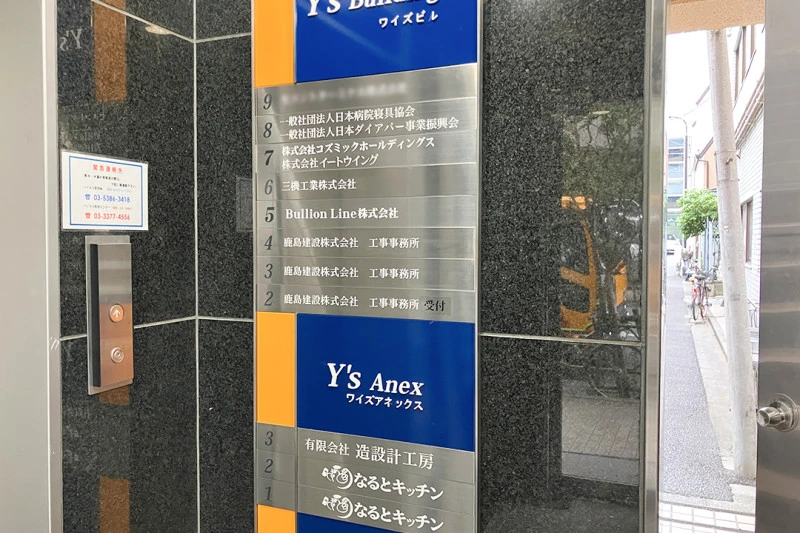 Y's Building
ワイズビル
9
8 一般社団法人日本病院寝具協会
一般社団法人日本ダイアパー事業振興会
7 株式会社コズミックホールディングス
株式会社イートウイング
6 三機工業株式会社
5 Bullion Line株式会社
4 鹿島建設株式会社 工事事務所
3 鹿島建設株式会社 工事事務所
2 鹿島建設株式会社 工事事務所 受付
Y's Anex
ワイズアネックス
3 有限会社 造設計工房
2 なるとキッチン
1 なるとキッチン
緊急連絡先
☎ 03-5386-3418
☎ 03-3377-4556